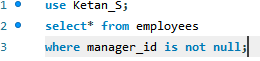 1 use Ketan_S;
2 select* from employees
3 where manager_id is not null;